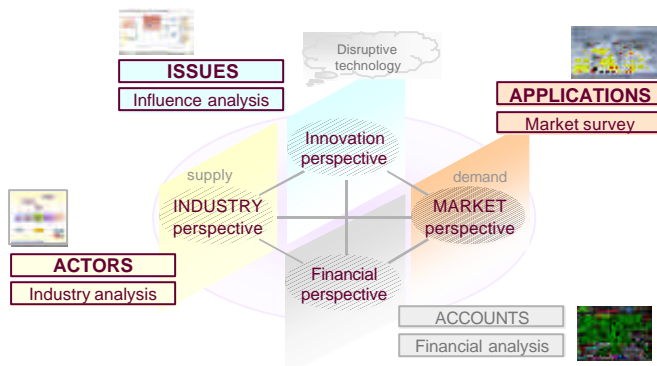 Disruptive
technology
ISSUES
Influence analysis
APPLICATIONS
Market survey
Innovation
perspective
supply
demand
INDUSTRY
perspective
MARKET
perspective
ACTORS
Industry analysis
Financial
perspective
ACCOUNTS
Financial analysis